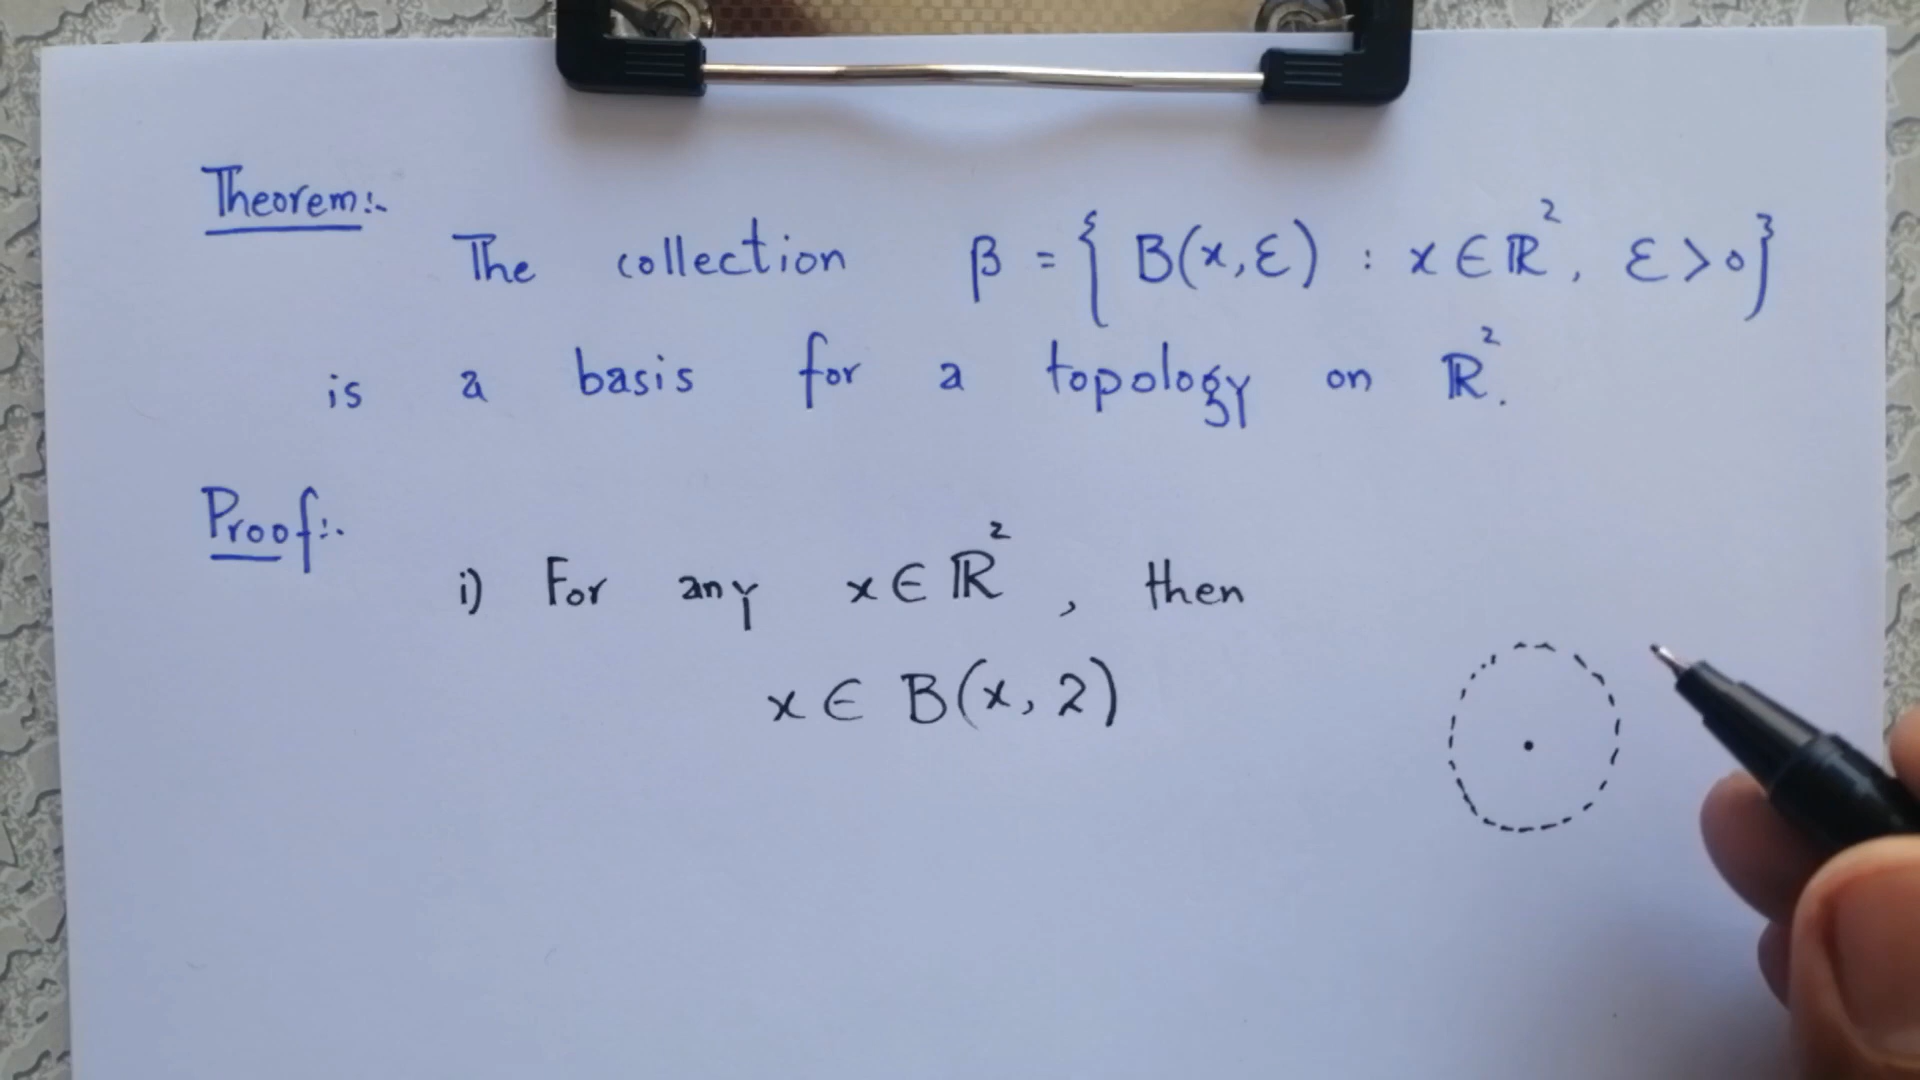 Theorem:-
The collection β = { B(x,ε) : x ∈ ℝ², ε > 0 }
is a basis for a topology on ℝ².
Proof:-
i) For any x ∈ ℝ² , then
x ∈ B(x, 2)